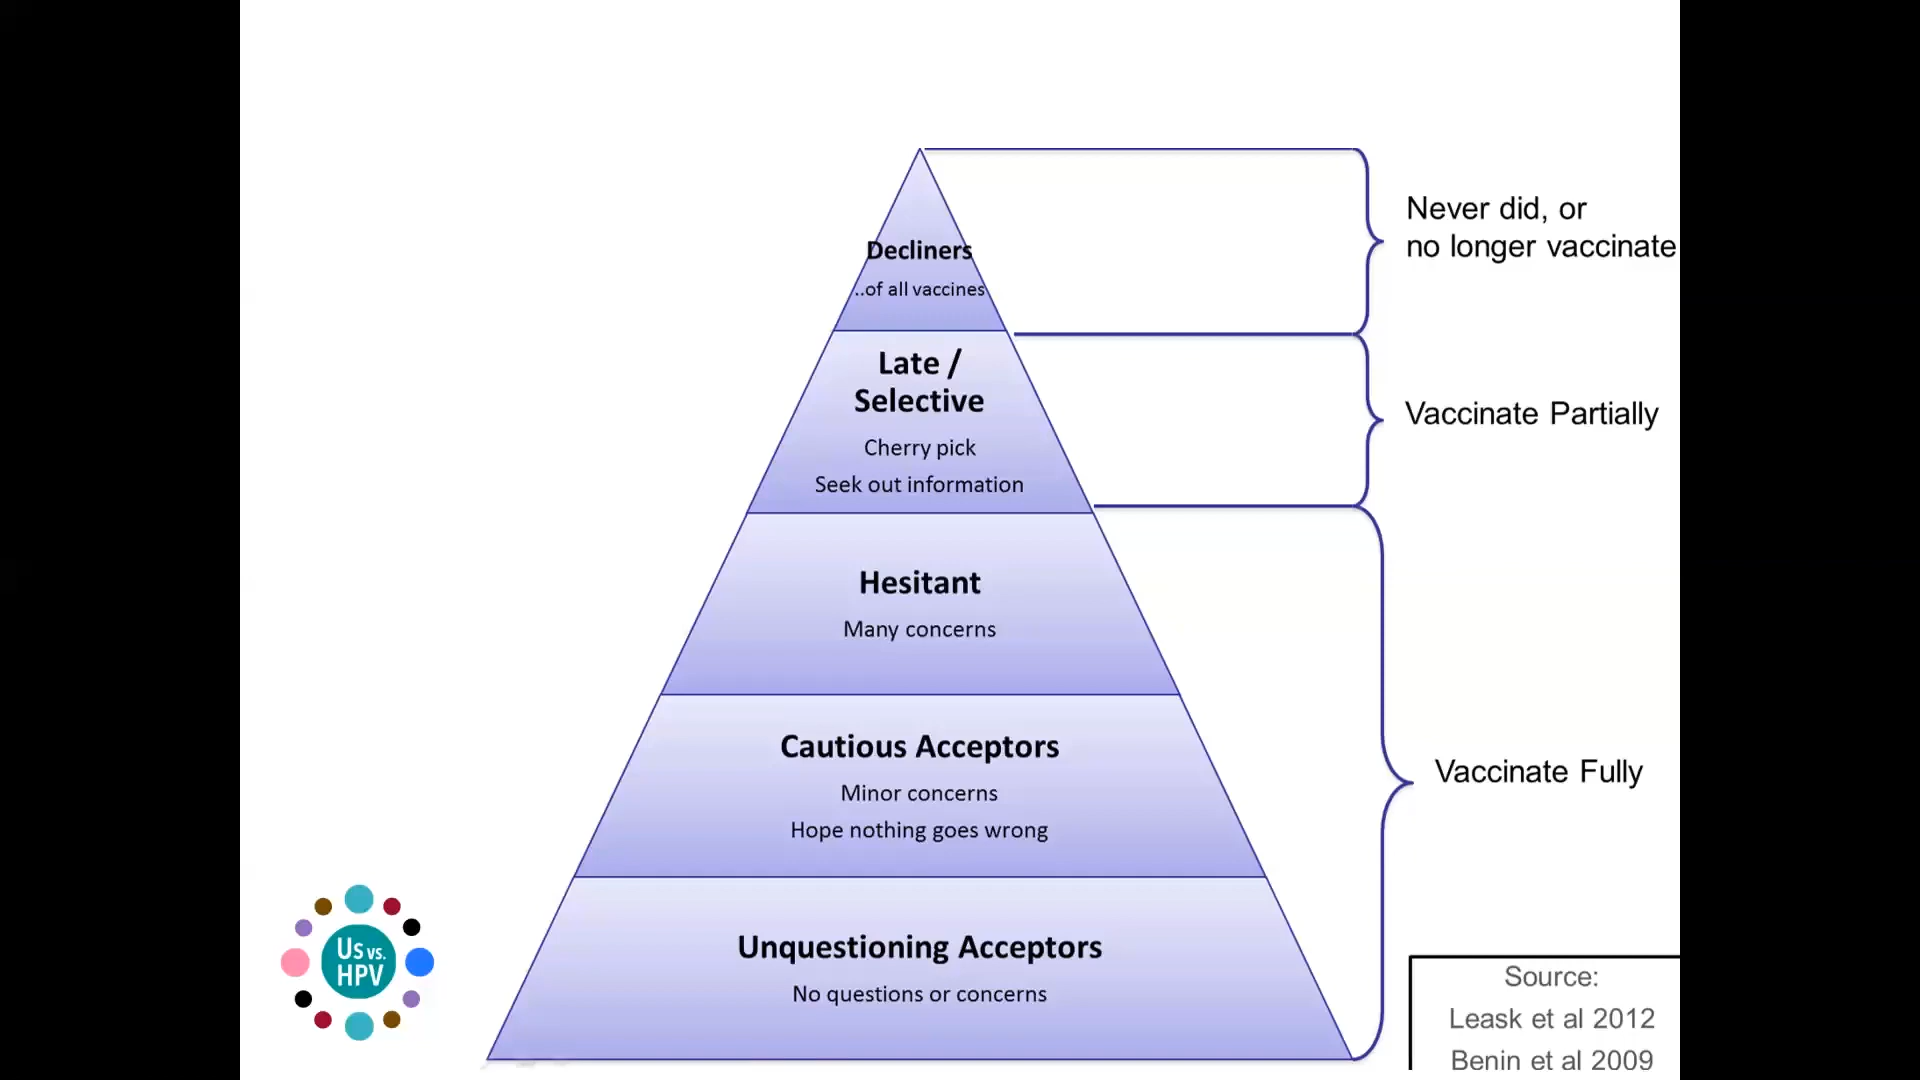 Never did, or
no longer vaccinate
Decliners
..of all vaccines
Late /
Selective
Cherry pick
Seek out information
Vaccinate Partially
Hesitant
Many concerns
Cautious Acceptors
Minor concerns
Hope nothing goes wrong
Vaccinate Fully
Unquestioning Acceptors
No questions or concerns
Us vs.
HPV
Source:
Leask et al 2012
Benin et al 2009